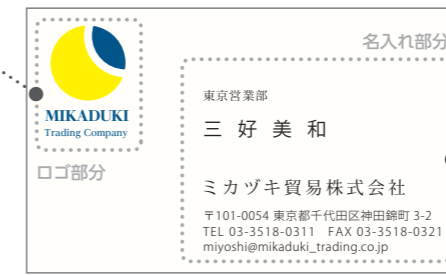 名入れ部分
MIKADUKI
Trading Company
ロゴ部分
東京営業部
三好美和
ミカヅキ貿易株式会社
〒101-0054 東京都千代田区神田錦町 3-2
TEL 03-3518-0311 FAX 03-3518-0321
miyoshi@mikaduki_trading.co.jp